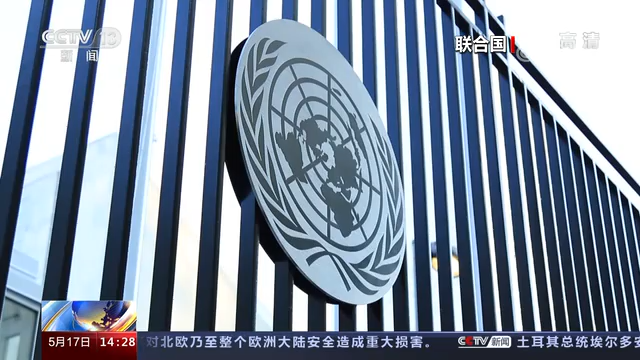 CCTV 13
新闻
联合国
高清
5月17日 14:28
对北欧乃至整个欧洲大陆安全造成重大损害。 CCTV新闻 土耳其总统埃尔多